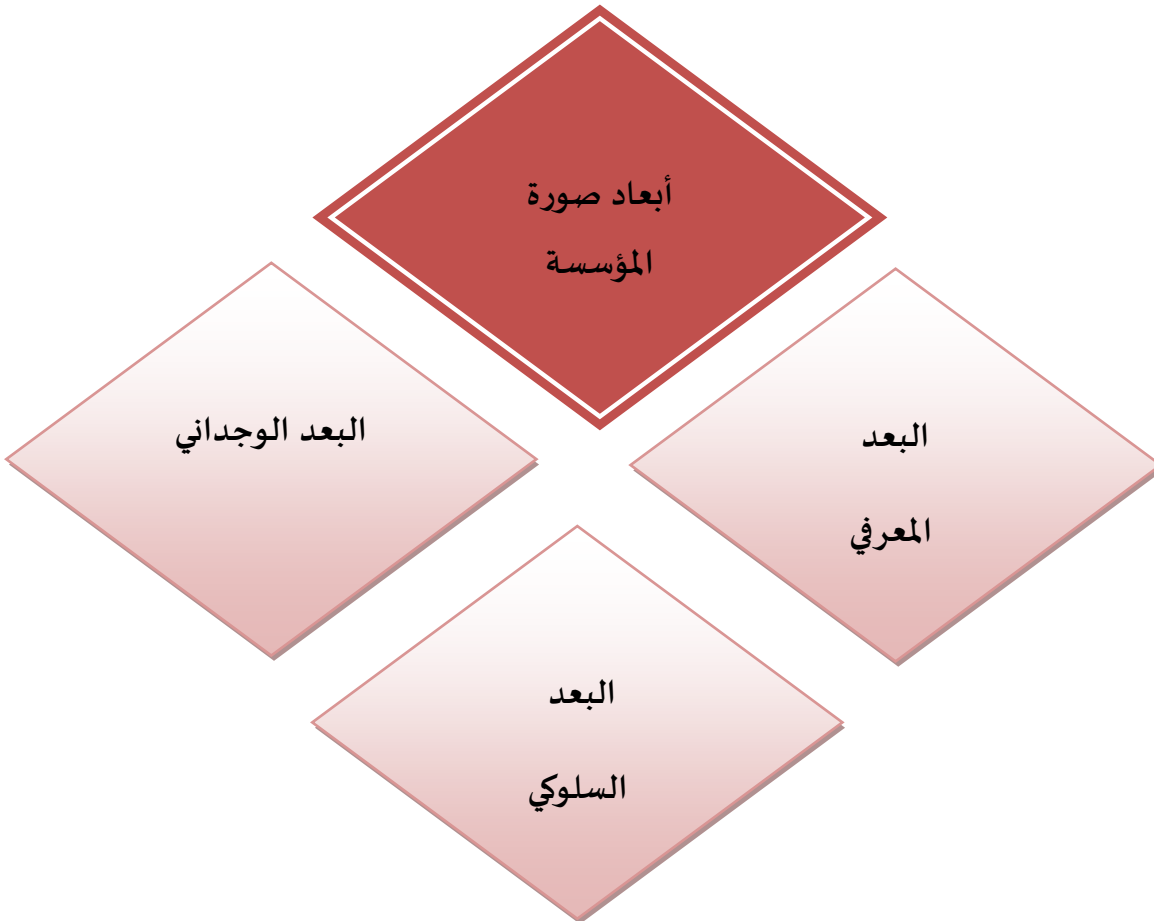 أبعاد صورة
المؤسسة
البعد
المعرفي
البعد الوجداني
البعد
السلوكي